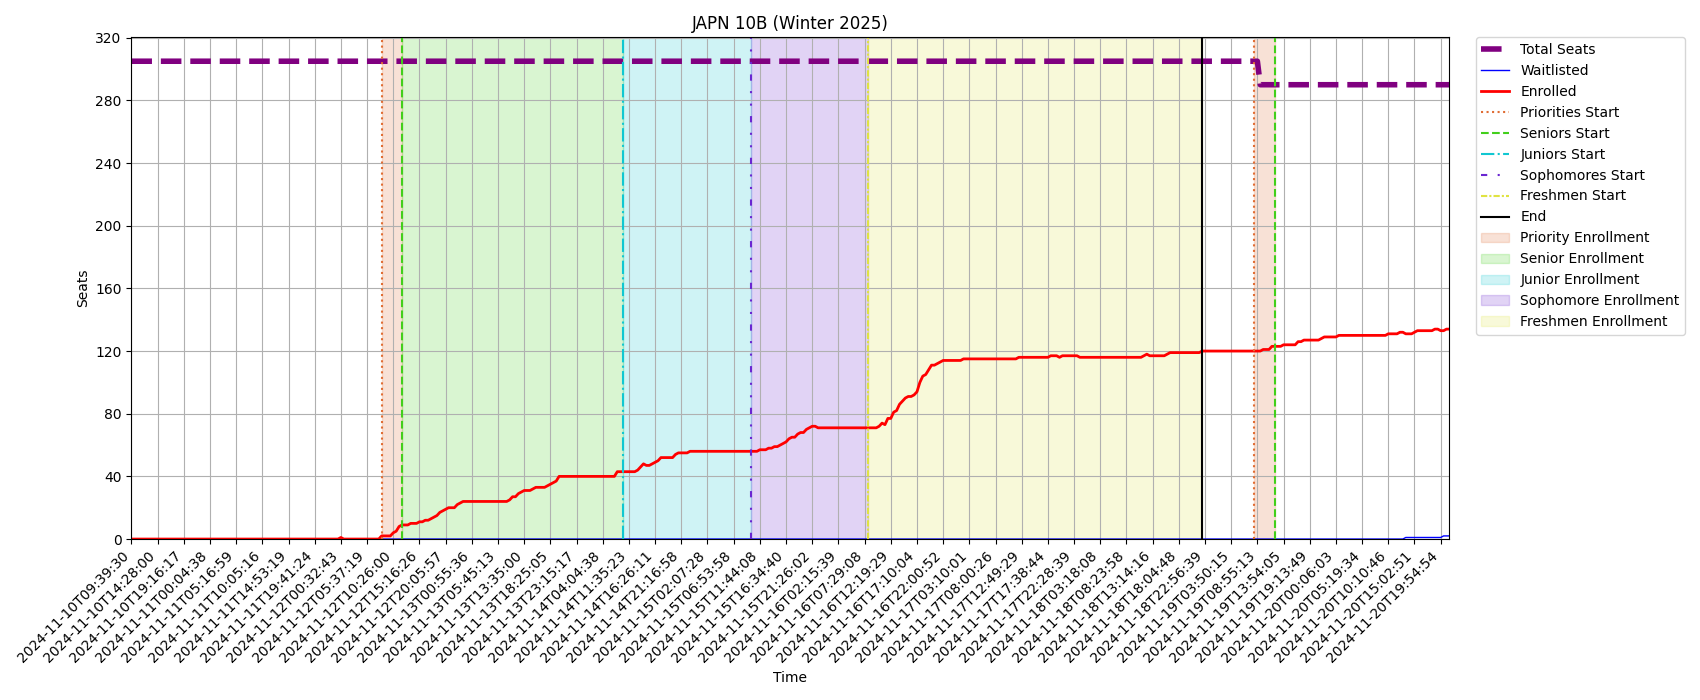 JAPN 10B (Winter 2025)
320
280
240
200
160
120
80
40
0
Seats
2024-11-10T09:39:30
2024-11-10T14:28:00
2024-11-10T19:16:17
2024-11-11T00:04:38
2024-11-11T05:16:59
2024-11-11T10:05:16
2024-11-11T14:53:19
2024-11-11T19:41:24
2024-11-12T00:32:43
2024-11-12T05:37:19
2024-11-12T10:26:00
2024-11-12T15:16:26
2024-11-12T20:05:57
2024-11-13T00:55:36
2024-11-13T05:45:13
2024-11-13T13:35:00
2024-11-13T18:25:05
2024-11-13T23:15:17
2024-11-14T04:04:38
2024-11-14T11:35:23
2024-11-14T16:26:11
2024-11-14T21:16:58
2024-11-15T02:07:28
2024-11-15T06:53:58
2024-11-15T11:44:08
2024-11-15T16:34:40
2024-11-15T21:26:02
2024-11-16T02:15:39
2024-11-16T07:29:08
2024-11-16T12:19:29
2024-11-16T17:10:04
2024-11-16T22:00:52
2024-11-17T03:10:01
2024-11-17T08:00:26
2024-11-17T12:49:29
2024-11-17T17:38:44
2024-11-17T22:28:39
2024-11-18T03:18:08
2024-11-18T08:23:58
2024-11-18T13:14:16
2024-11-18T18:04:48
2024-11-18T22:56:39
2024-11-19T03:50:15
2024-11-19T08:55:13
2024-11-19T13:54:05
2024-11-19T19:13:49
2024-11-20T00:06:03
2024-11-20T05:19:34
2024-11-20T10:10:46
2024-11-20T15:02:51
2024-11-20T19:54:54
Time
Total Seats
Waitlisted
Enrolled
Priorities Start
Seniors Start
Juniors Start
Sophomores Start
Freshmen Start
End
Priority Enrollment
Senior Enrollment
Junior Enrollment
Sophomore Enrollment
Freshmen Enrollment